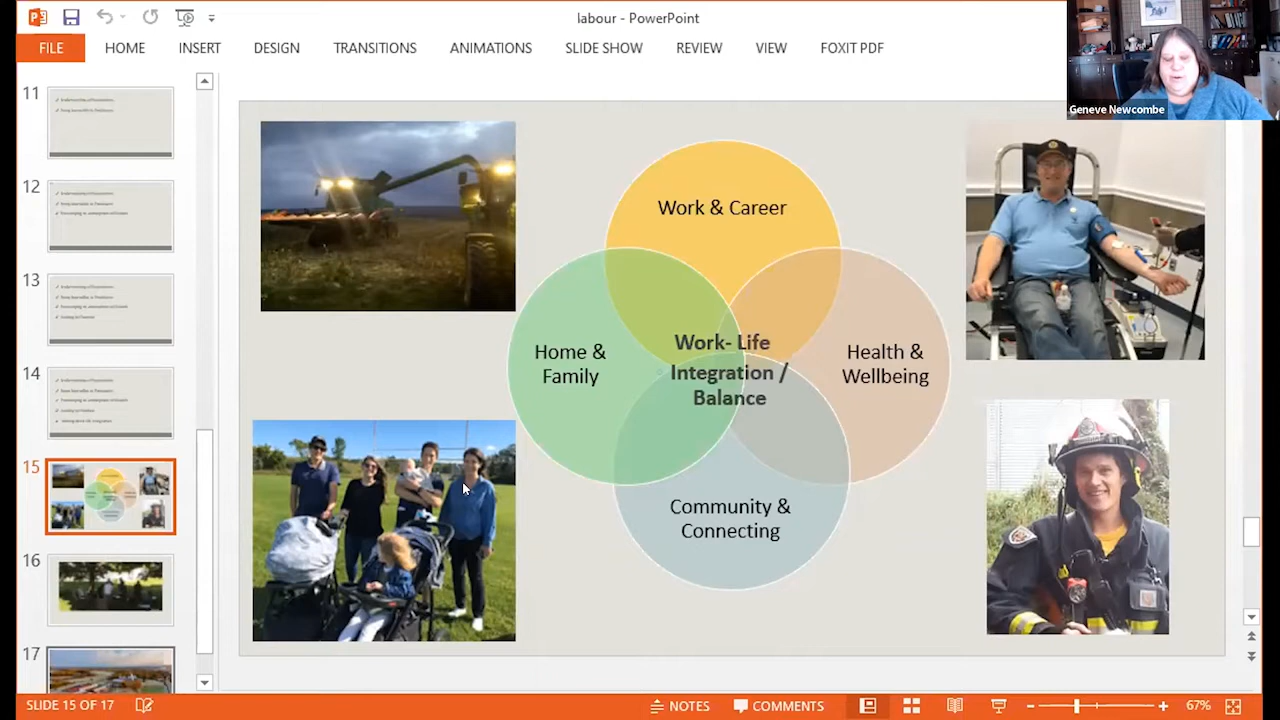 labour - PowerPoint
FILE HOME INSERT DESIGN TRANSITIONS ANIMATIONS SLIDE SHOW REVIEW VIEW FOXIT PDF
Geneve Newcombe
11
12
13
14
15
16
17
Work & Career
Home &
Family
Work- Life
Integration /
Balance
Health &
Wellbeing
Community &
Connecting
SLIDE 15 OF 17
NOTES
COMMENTS
67%